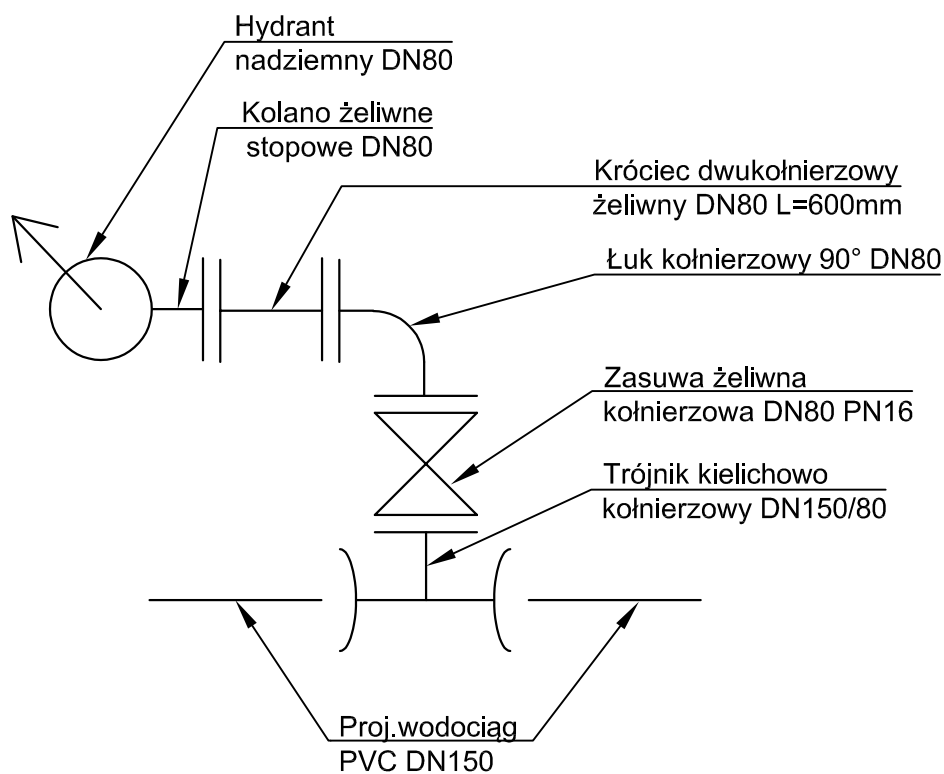 Hydrant
nadziemny DN80
Kolano żeliwne
stopowe DN80
Króciec dwukołnierzowy
żeliwny DN80 L=600mm
Łuk kołnierzowy 90° DN80
Zasuwa żeliwna
kołnierzowa DN80 PN16
Trójnik kielichowo
kołnierzowy DN150/80
Proj.wodociąg
PVC DN150